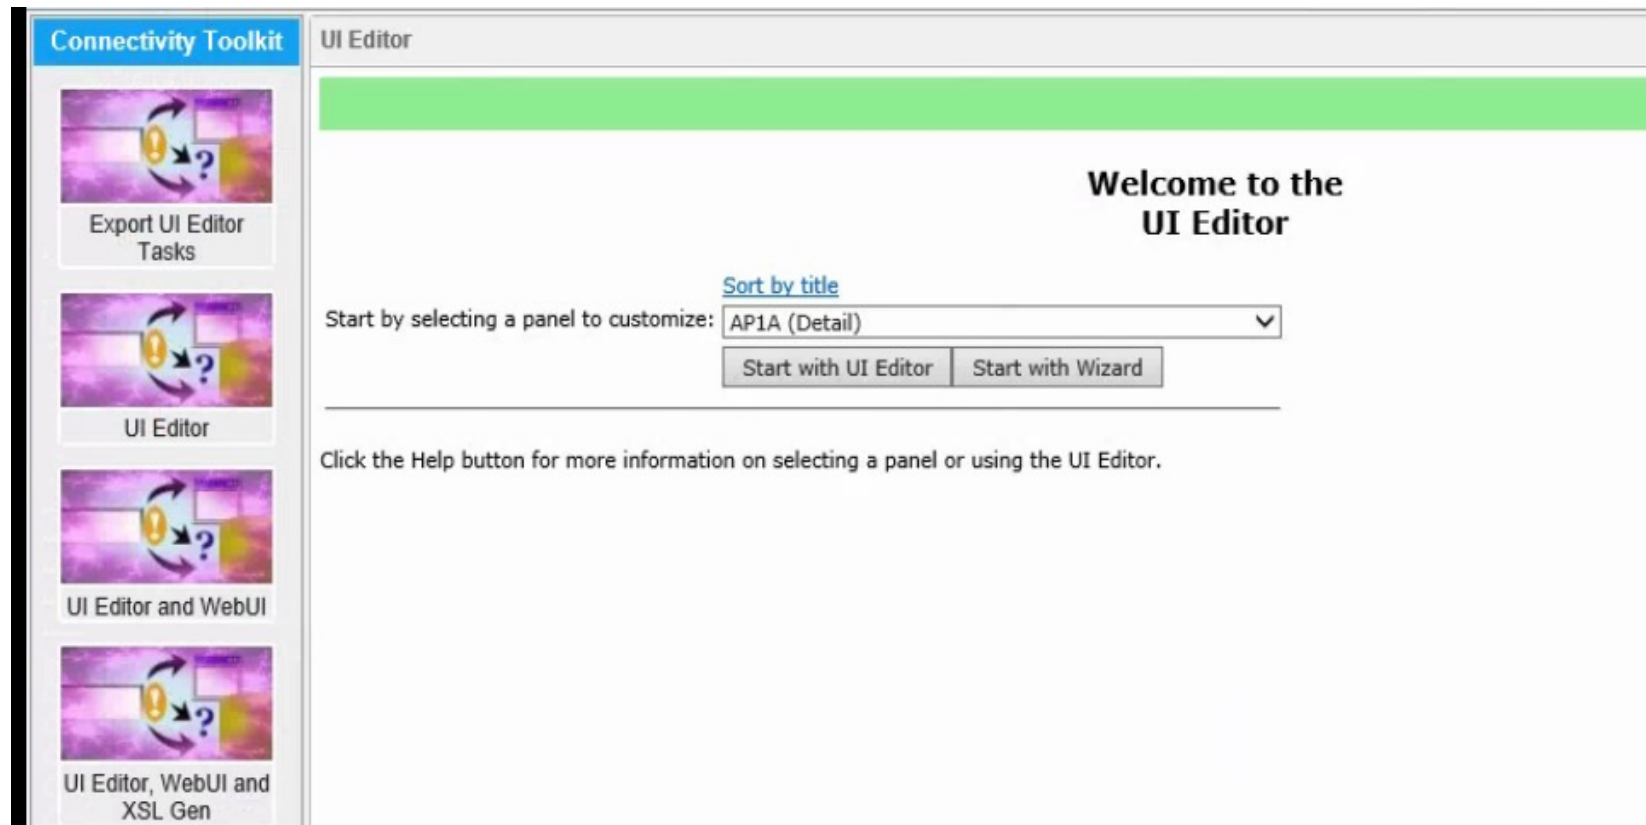 Connectivity Toolkit
UI Editor
Export UI Editor
Tasks
UI Editor
UI Editor and WebUI
UI Editor, WebUI and
XSL Gen
Welcome to the
UI Editor
Sort by title
Start by selecting a panel to customize: AP1A (Detail)
Start with UI Editor Start with Wizard
Click the Help button for more information on selecting a panel or using the UI Editor.